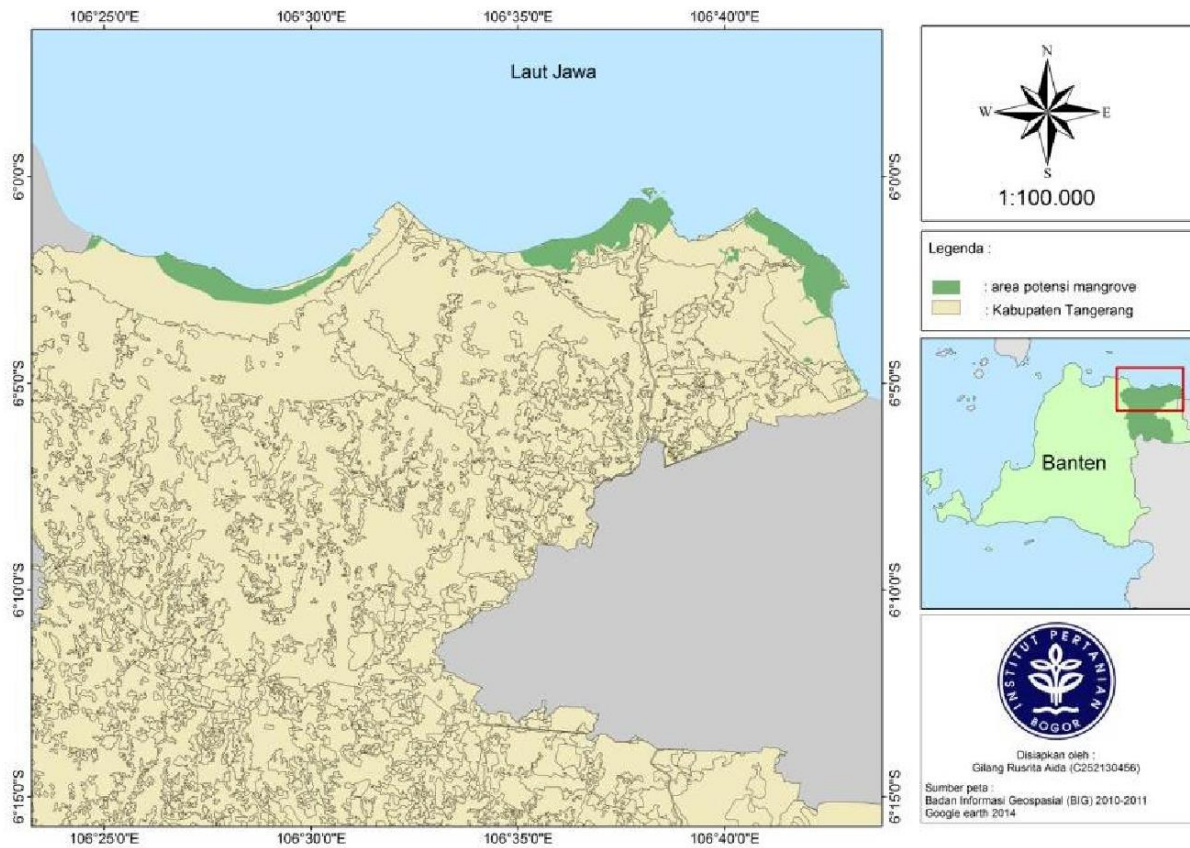 106°25'0"E 106°30'0"E 106°35'0"E 106°40'0"E
Laut Jawa
6°0'0"S
6°5'0"S
6°10'0"S
6°15'0"S
6°0'0"S
6°5'0"S
6°10'0"S
6°15'0"S
106°25'0"E 106°30'0"E 106°35'0"E 106°40'0"E
N
W E
S
1:100.000
Legenda :
: area potensi mangrove
: Kabupaten Tangerang
Banten
INSTITUT PERTANIAN
BOGOR
Disiapkan oleh :
Gilang Rusrita Aida (C252130456)
Sumber peta :
Badan Informasi Geospasial (BIG) 2010-2011
Google earth 2014